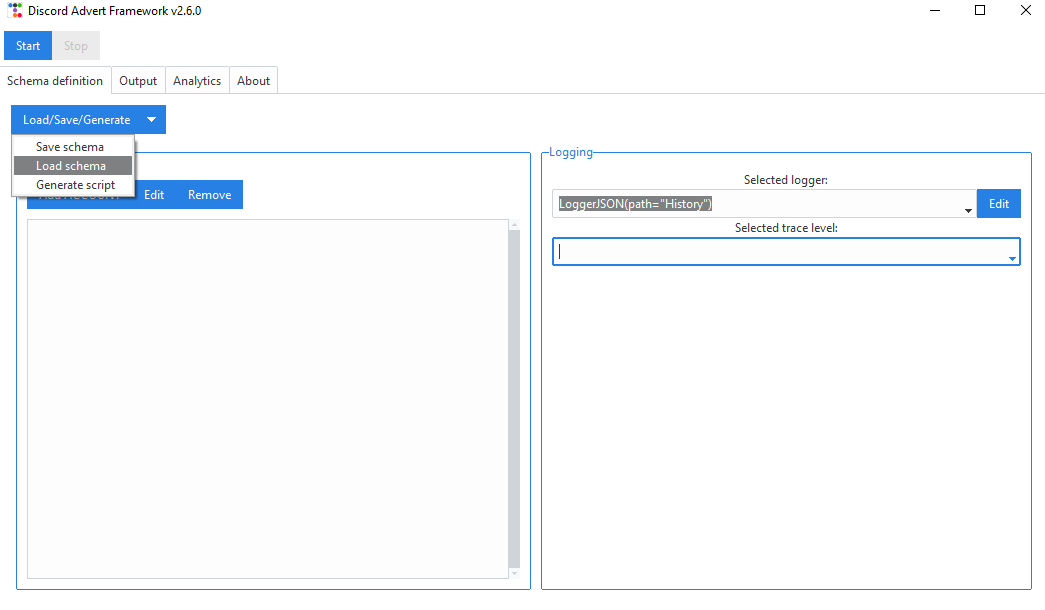 Discord Advert Framework v2.6.0
Start Stop
Schema definition Output Analytics About
Load/Save/Generate
Save schema
Load schema
Generate script
Edit Remove
Logging
Selected logger:
LoggerJSON(path="History")
Edit
Selected trace level: